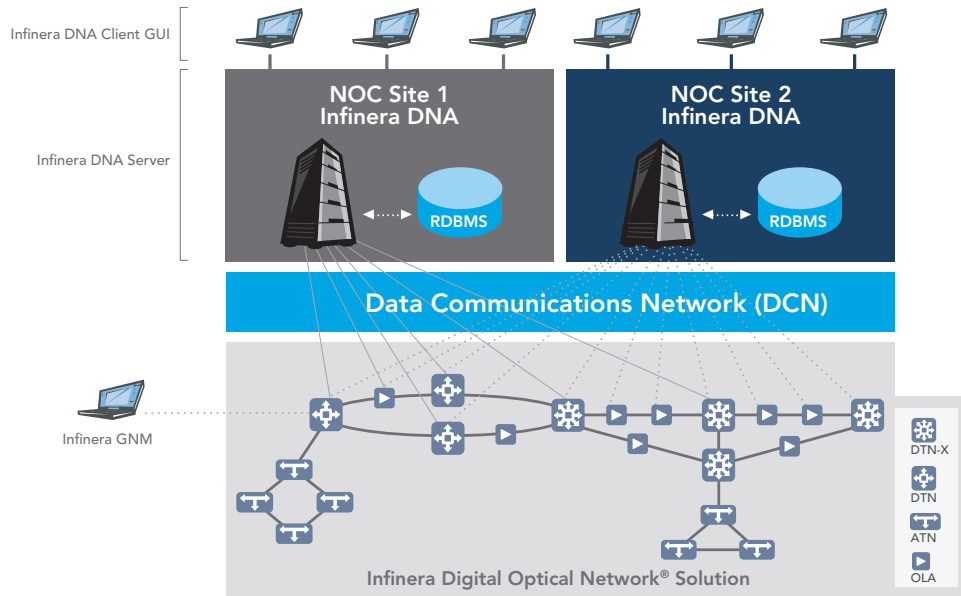 Infinera DNA Client GUI
NOC Site 1
Infinera DNA
NOC Site 2
Infinera DNA
Infinera DNA Server
RDBMS
RDBMS
Data Communications Network (DCN)
Infinera GNM
DTN-X
DTN
ATN
OLA
Infinera Digital Optical Network® Solution